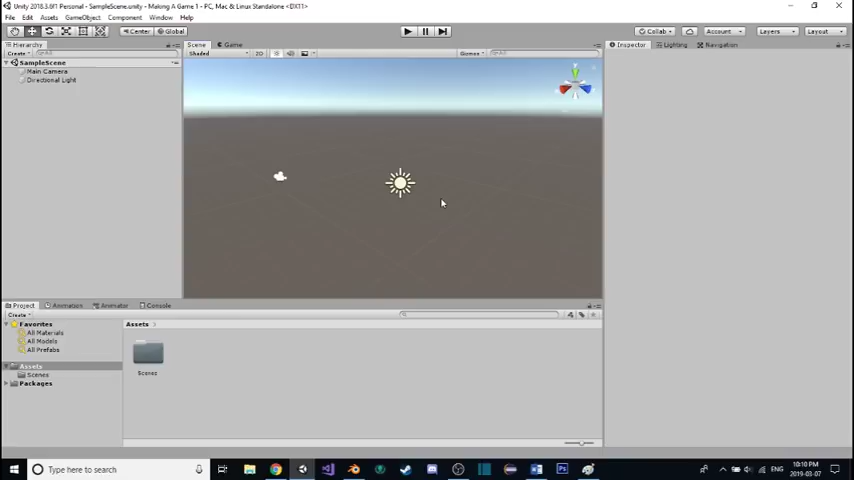 Unity 2018.3.6f1 Personal - SampleScene.unity - Making A Game 1 - PC, Mac & Linux Standalone <DX11>
File Edit Assets GameObject Component Window Help
Center Global Collab Account Layers Layout
Hierarchy Scene Game Inspector Lighting Navigation
Create Shaded 2D Gizmos
SampleScene
Main Camera
Directional Light
Project Animation Animator Console
Create
Favorites Assets
All Materials
All Models
All Prefabs
Assets
Scenes Scenes
Packages
Type here to search ENG 10:10 PM
2019-03-07